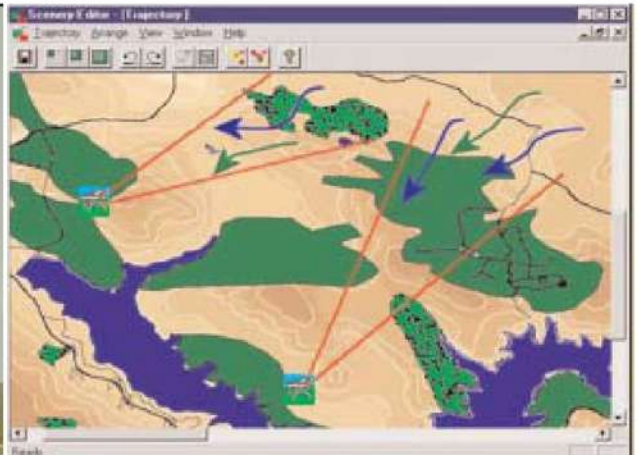 Scenery Editor - [Trajectory]
Trajectory Arrange View Window Help
Ready